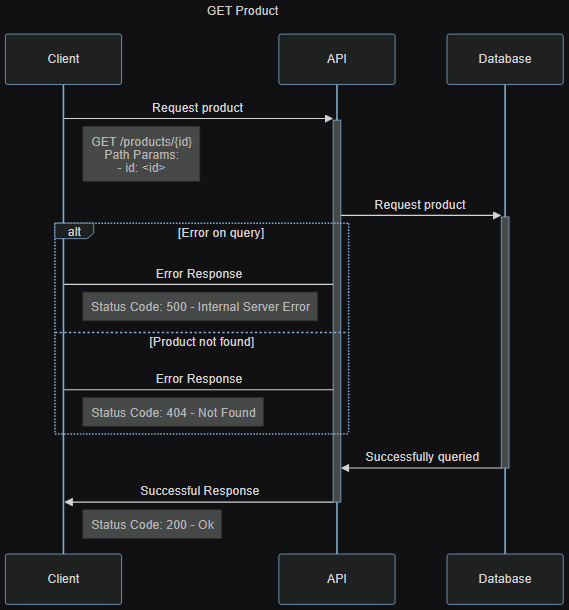 GET Product
Client
API
Database
Request product
GET /products/{id}
Path Params:
- id: <id>
Request product
alt
[Error on query]
Error Response
Status Code: 500 - Internal Server Error
[Product not found]
Error Response
Status Code: 404 - Not Found
Successfully queried
Successful Response
Status Code: 200 - Ok
Client
API
Database